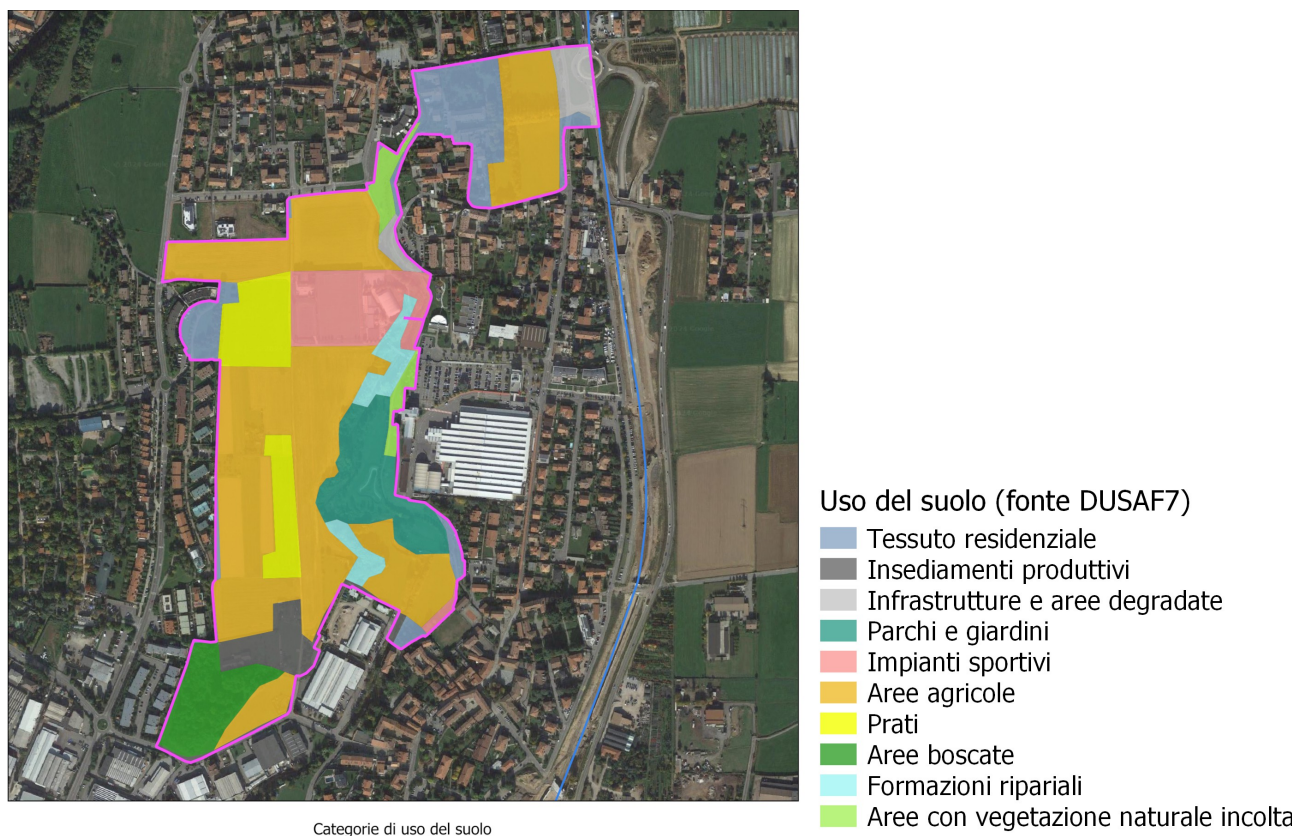 Uso del suolo (fonte DUSAF7)
Tessuto residenziale
Insediamenti produttivi
Infrastrutture e aree degradate
Parchi e giardini
Impianti sportivi
Aree agricole
Prati
Aree boscate
Formazioni ripariali
Aree con vegetazione naturale incolta
Categorie di uso del suolo